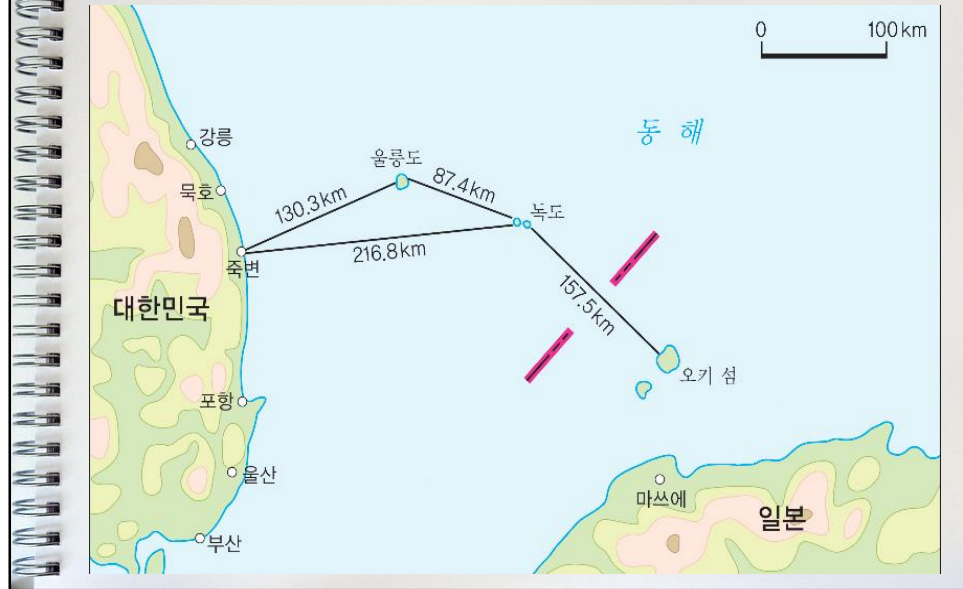 0 100km
동 해
강릉
울릉도
묵호
130.3km
87.4km
독도
216.8km
죽변
157.5km
대한민국
오키 섬
포항
울산
마쓰에
일본
부산